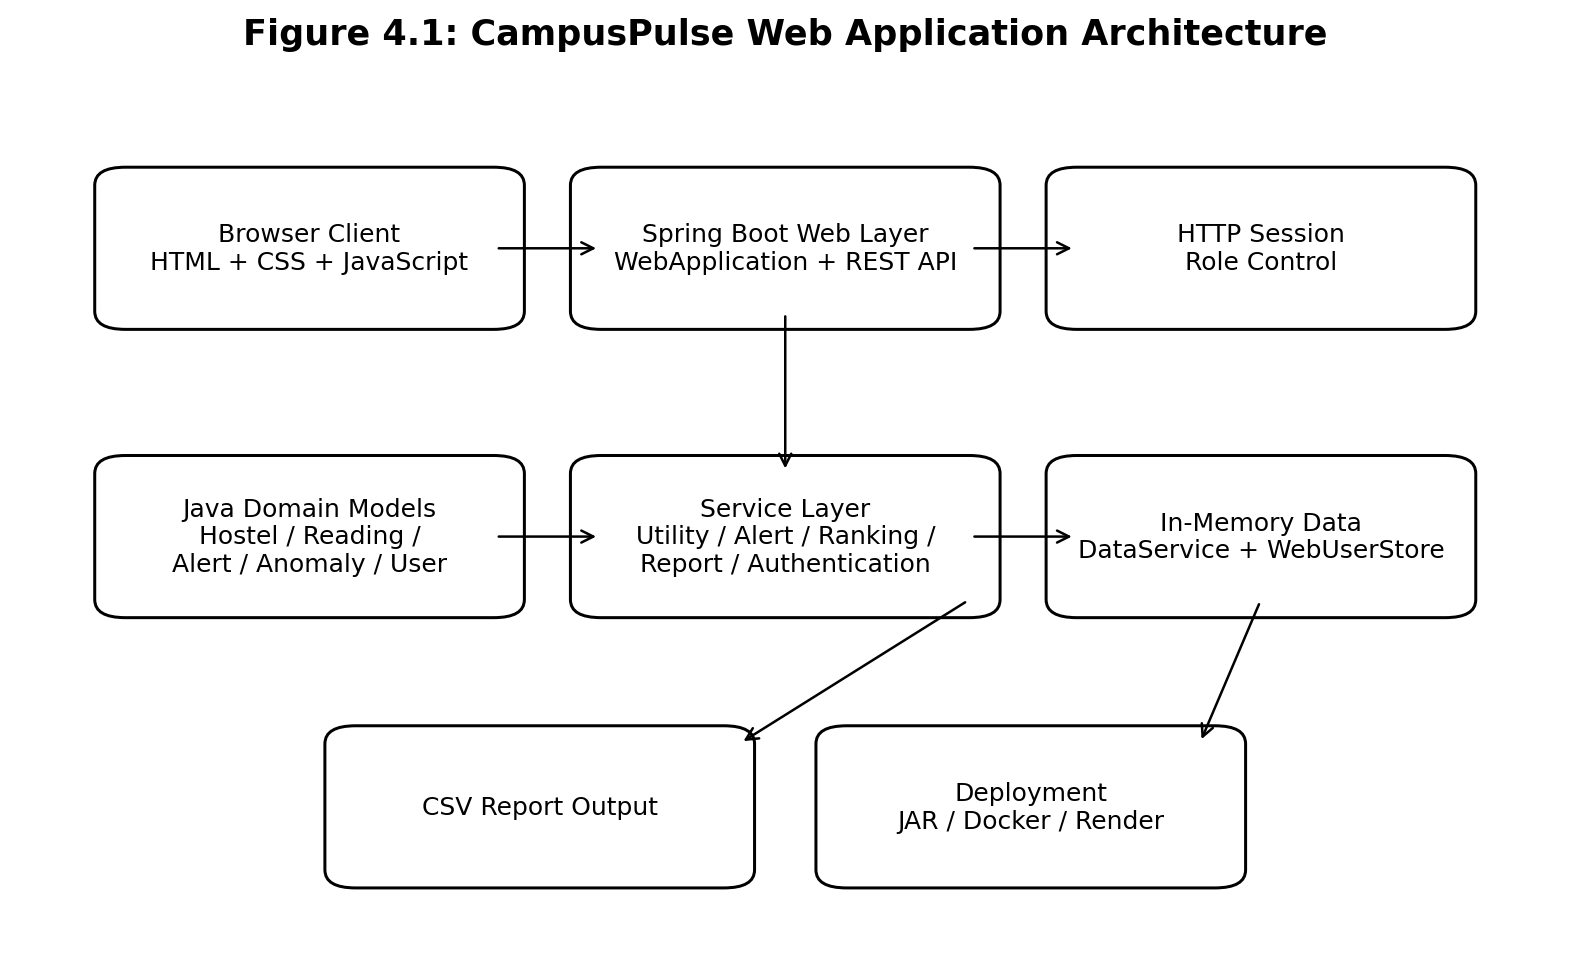 Figure 4.1: CampusPulse Web Application Architecture
Browser Client
HTML + CSS + JavaScript
Spring Boot Web Layer
WebApplication + REST API
HTTP Session
Role Control
Java Domain Models
Hostel / Reading /
Alert / Anomaly / User
Service Layer
Utility / Alert / Ranking /
Report / Authentication
In-Memory Data
DataService + WebUserStore
CSV Report Output
Deployment
JAR / Docker / Render